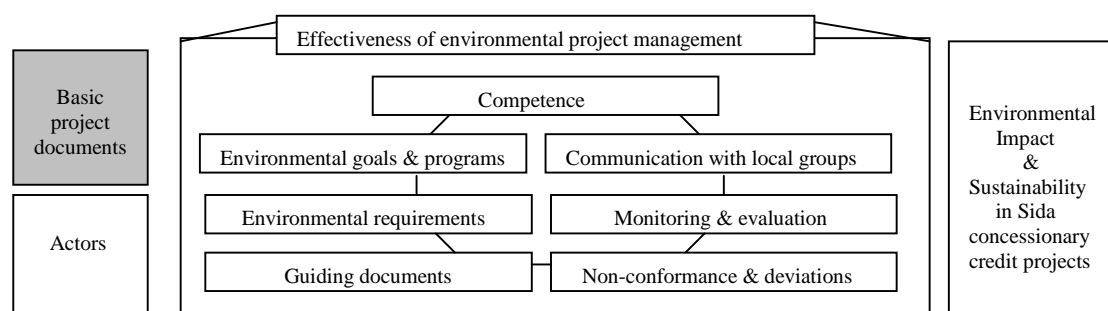 Effectiveness of environmental project management
Basic
project
documents
Actors
Competence
Environmental goals & programs
Communication with local groups
Environmental requirements
Monitoring & evaluation
Guiding documents
Non-conformance & deviations
Environmental
Impact
&
Sustainability
in Sida
concessionary
credit projects